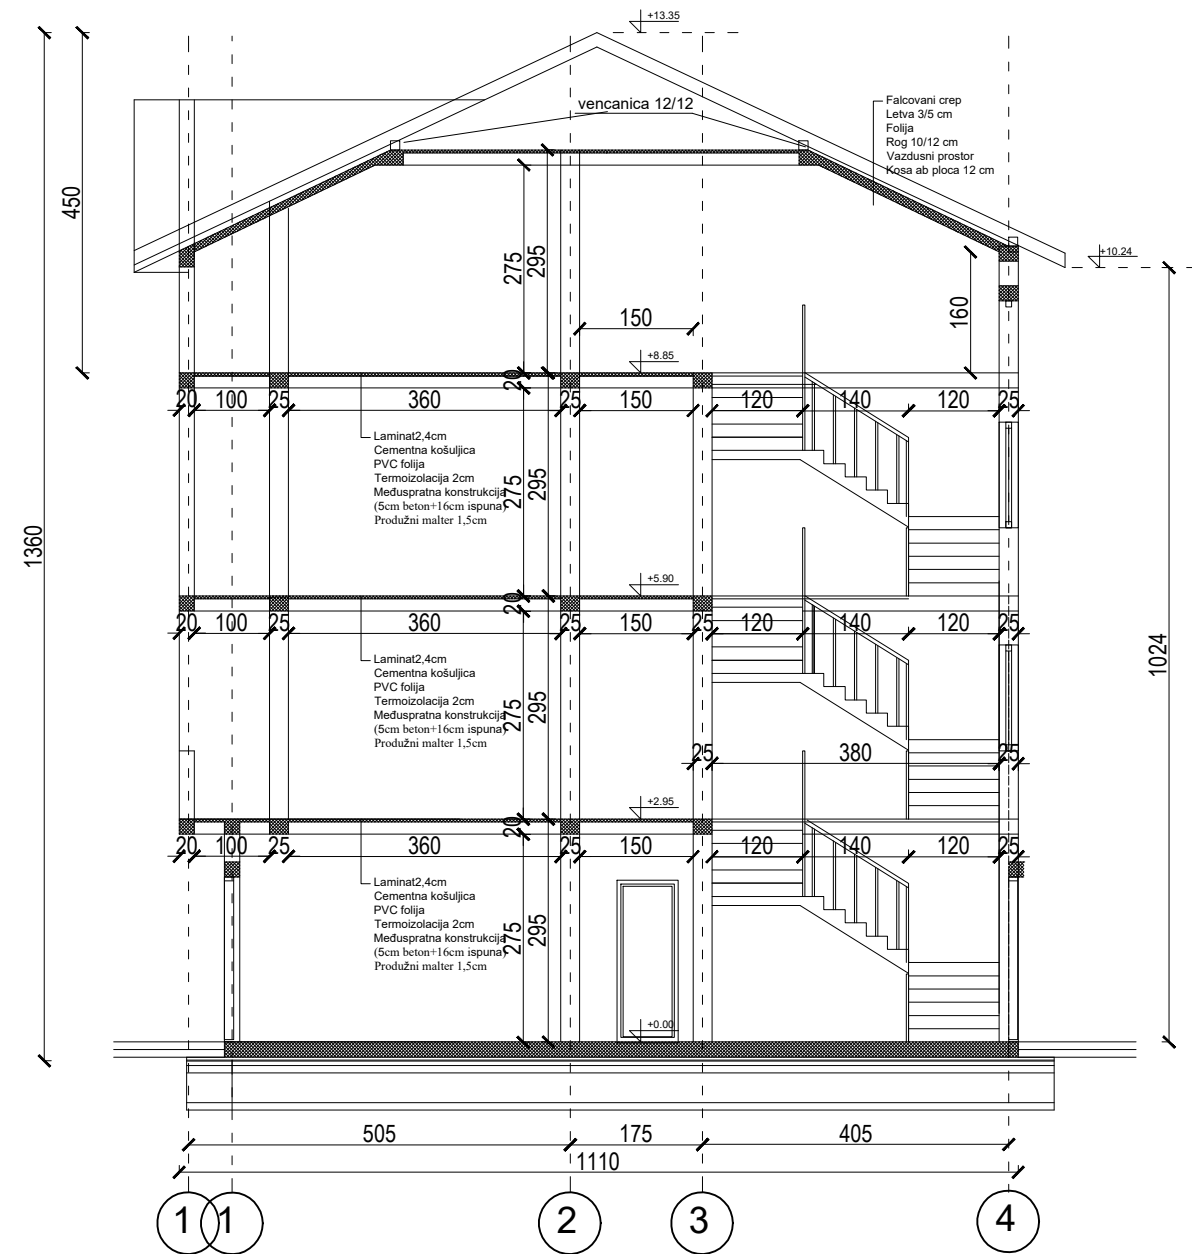 +13.35
vencanica 12/12
Falcovani crep
Letva 3/5 cm
Folija
Rog 10/12 cm
Vazdusni prostor
Kosa ab ploca 12 cm
450
+10.24
275
295
160
150
+8.85
20
20 100 25 360 25 150 120 140 120 25
Laminat2,4cm
Cementna košuljica
PVC folija
Termoizolacija 2cm
Međuspratna konstrukcija
(5cm beton+16cm ispuna)
Produžni malter 1,5cm
275
295
1360
+5.90
20
20 100 25 360 25 150 25 120 140 120 25
1024
Laminat2,4cm
Cementna košuljica
PVC folija
Termoizolacija 2cm
Međuspratna konstrukcija
(5cm beton+16cm ispuna)
Produžni malter 1,5cm
275
295
25 380 25
+2.95
20
20 100 25 360 25 150 25 120 140 120 25
Laminat2,4cm
Cementna košuljica
PVC folija
Termoizolacija 2cm
Međuspratna konstrukcija
(5cm beton+16cm ispuna)
Produžni malter 1,5cm
275
295
+0.00
505 175 405
1110
1 1 2 3 4